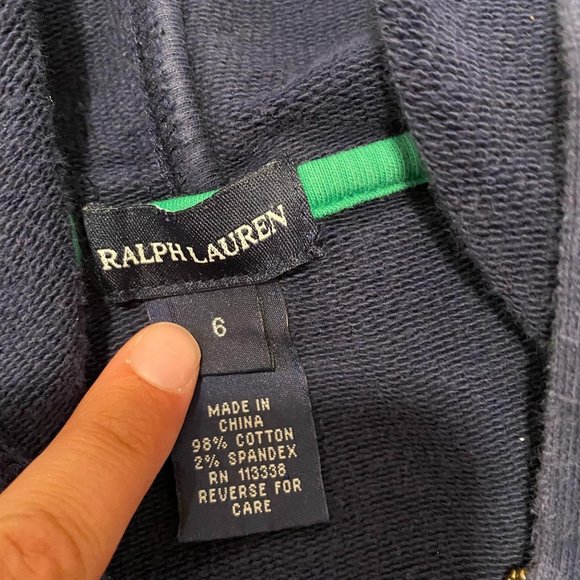 RALPH LAUREN
6
MADE IN
CHINA
98% COTTON
2% SPANDEX
RN 113338
REVERSE FOR
CARE